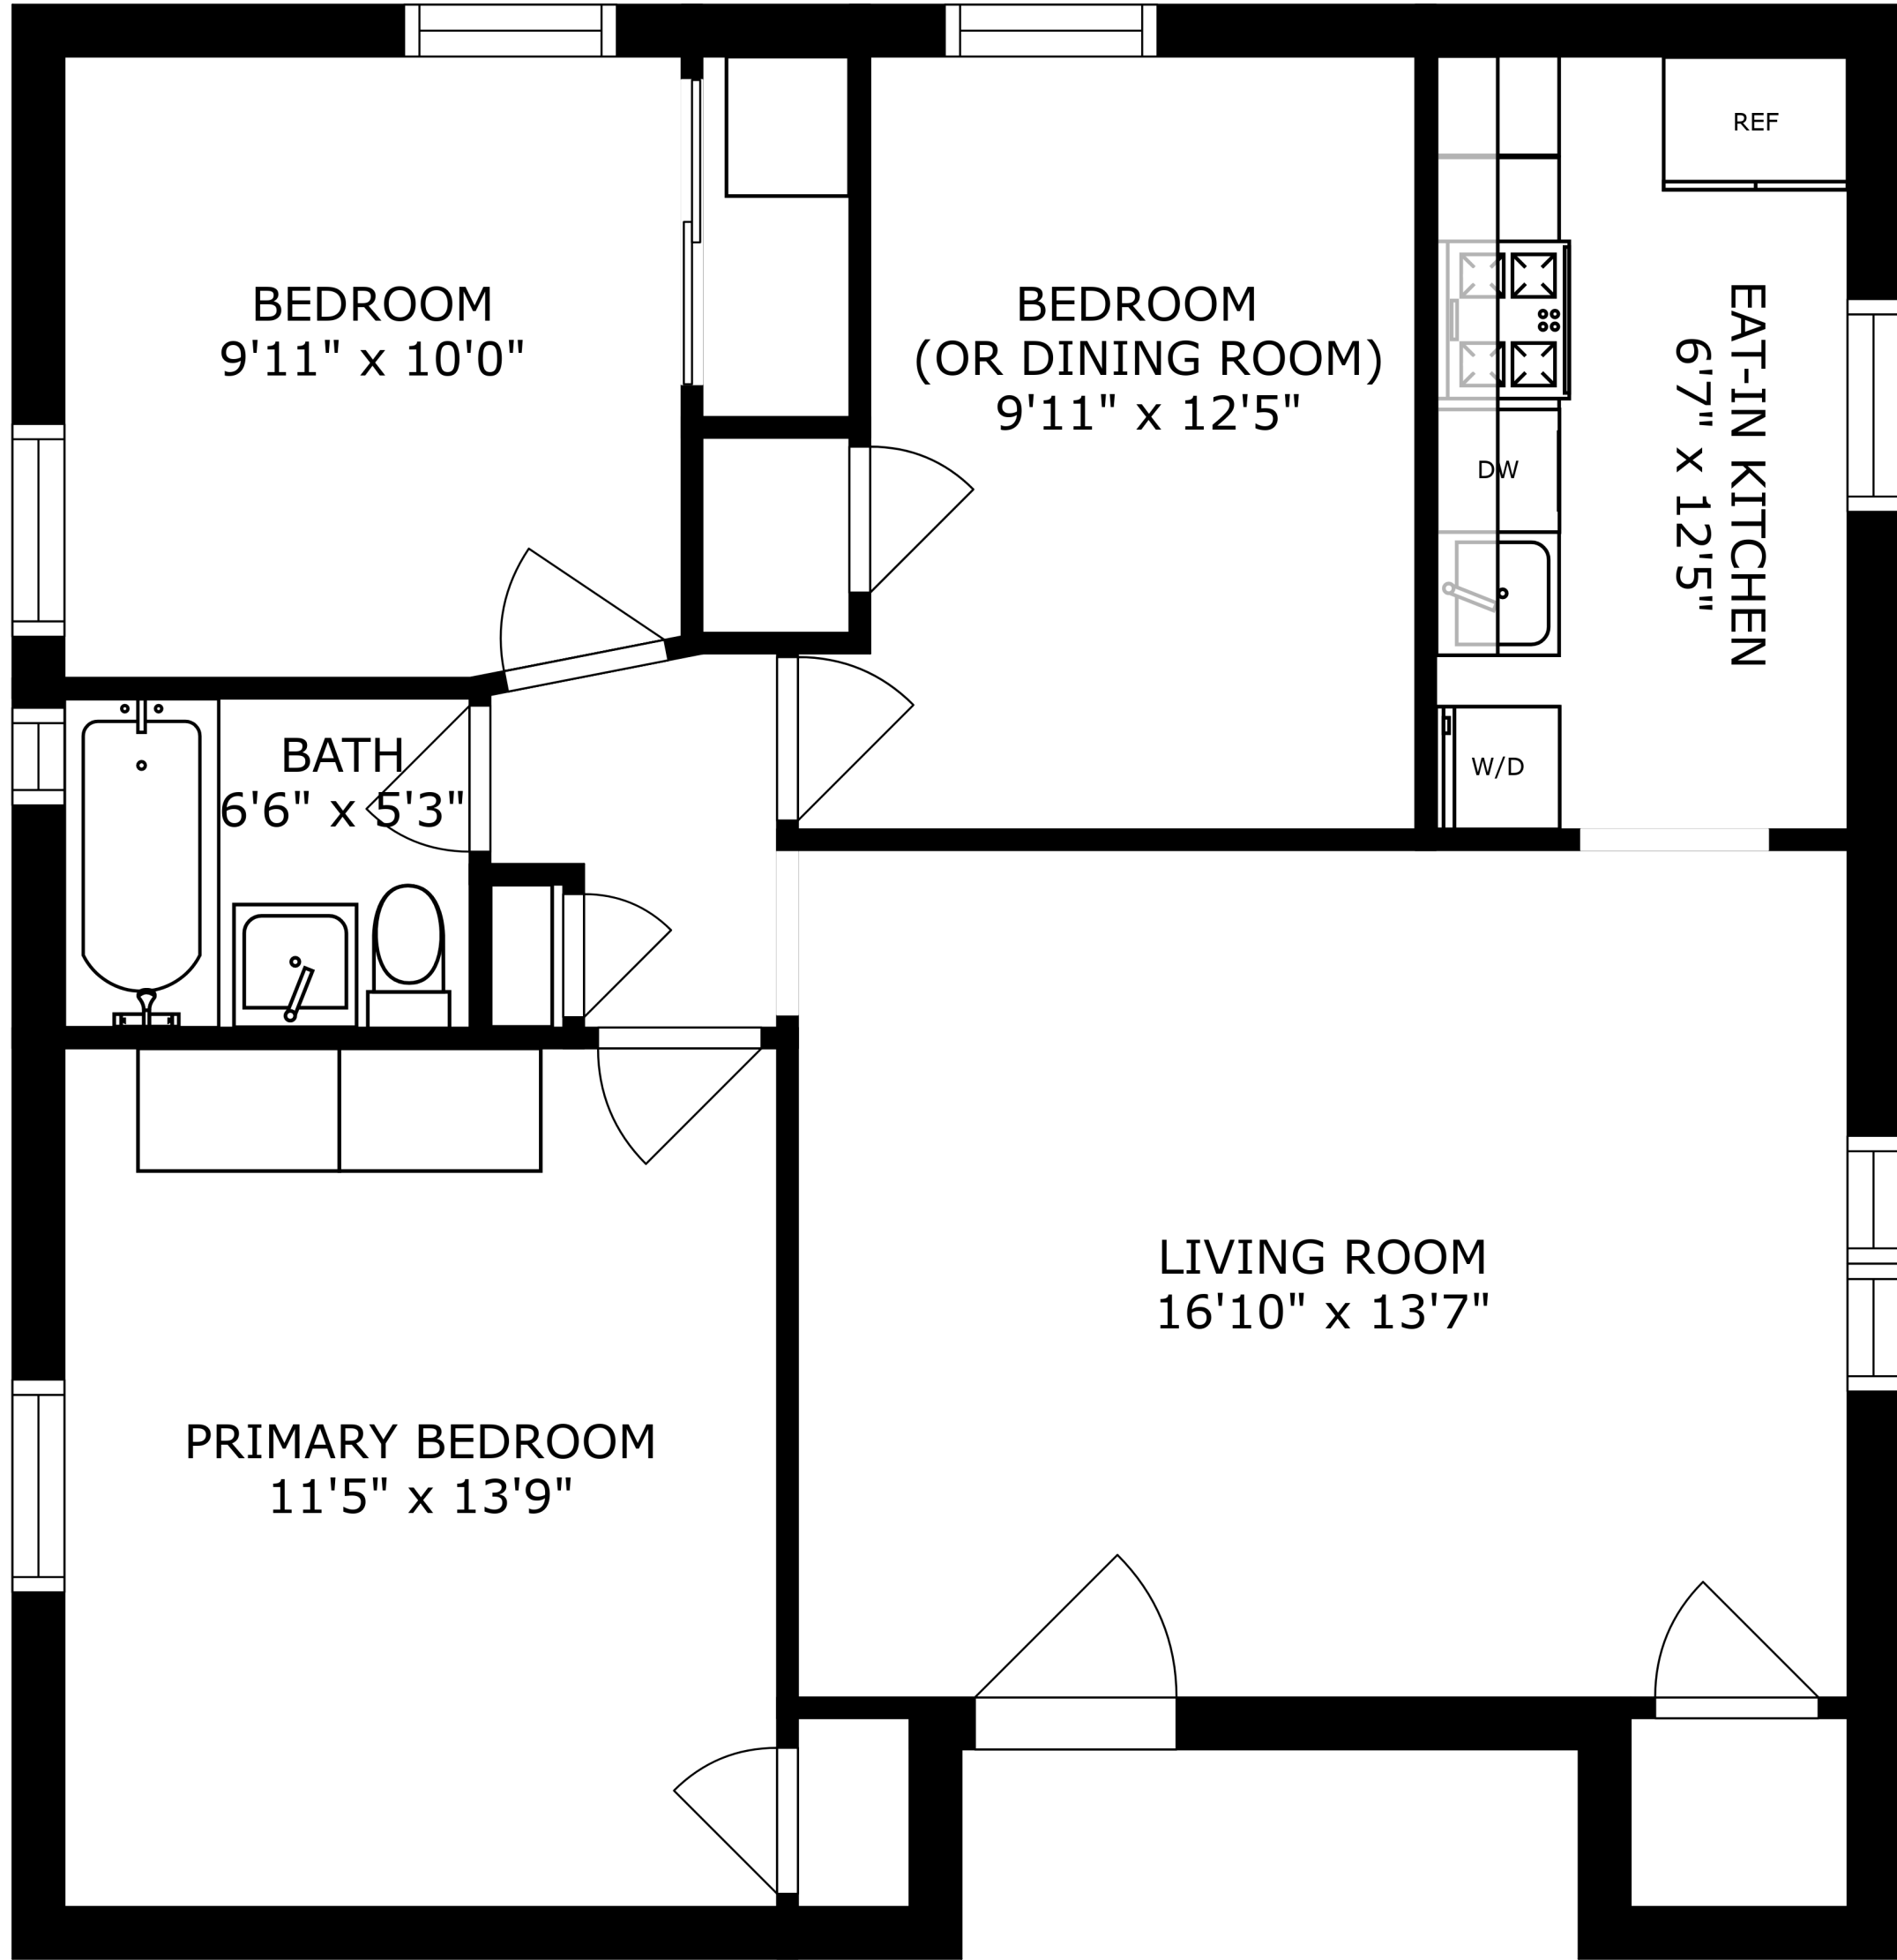 BEDROOM
9'11" x 10'0"
BEDROOM
(OR DINING ROOM)
9'11" x 12'5"
REF
EAT-IN KITCHEN
6'7" x 12'5"
DW
W/D
BATH
6'6" x 5'3"
LIVING ROOM
16'10" x 13'7"
PRIMARY BEDROOM
11'5" x 13'9"